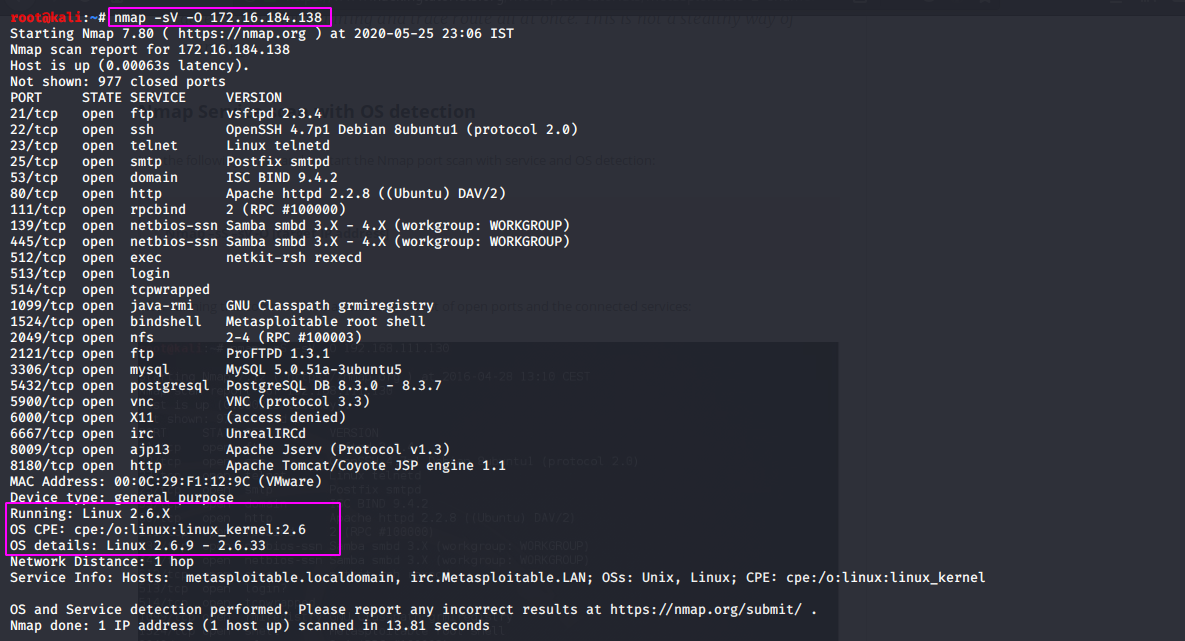 root@kali:~# nmap -sV -O 172.16.184.138
Starting Nmap 7.80 ( https://nmap.org ) at 2020-05-25 23:06 IST
Nmap scan report for 172.16.184.138
Host is up (0.00063s latency).
Not shown: 977 closed ports
PORT     STATE SERVICE     VERSION
21/tcp   open  ftp         vsftpd 2.3.4
22/tcp   open  ssh         OpenSSH 4.7p1 Debian 8ubuntu1 (protocol 2.0)
23/tcp   open  telnet      Linux telnetd
25/tcp   open  smtp        Postfix smtpd
53/tcp   open  domain      ISC BIND 9.4.2
80/tcp   open  http        Apache httpd 2.2.8 ((Ubuntu) DAV/2)
111/tcp  open  rpcbind     2 (RPC #100000)
139/tcp  open  netbios-ssn Samba smbd 3.X - 4.X (workgroup: WORKGROUP)
445/tcp  open  netbios-ssn Samba smbd 3.X - 4.X (workgroup: WORKGROUP)
512/tcp  open  exec        netkit-rsh rexecd
513/tcp  open  login
514/tcp  open  tcpwrapped
1099/tcp open  java-rmi    GNU Classpath grmiregistry
1524/tcp open  bindshell   Metasploitable root shell
2049/tcp open  nfs         2-4 (RPC #100003)
2121/tcp open  ftp         ProFTPD 1.3.1
3306/tcp open  mysql       MySQL 5.0.51a-3ubuntu5
5432/tcp open  postgresql  PostgreSQL DB 8.3.0 - 8.3.7
5900/tcp open  vnc         VNC (protocol 3.3)
6000/tcp open  X11         (access denied)
6667/tcp open  irc         UnrealIRCd
8009/tcp open  ajp13       Apache Jserv (Protocol v1.3)
8180/tcp open  http        Apache Tomcat/Coyote JSP engine 1.1
MAC Address: 00:0C:29:F1:12:9C (VMware)
Device type: general purpose
Running: Linux 2.6.X
OS CPE: cpe:/o:linux:linux_kernel:2.6
OS details: Linux 2.6.9 - 2.6.33
Network Distance: 1 hop
Service Info: Hosts:  metasploitable.localdomain, irc.Metasploitable.LAN; OSs: Unix, Linux; CPE: cpe:/o:linux:linux_kernel

OS and Service detection performed. Please report any incorrect results at https://nmap.org/submit/ .
Nmap done: 1 IP address (1 host up) scanned in 13.81 seconds